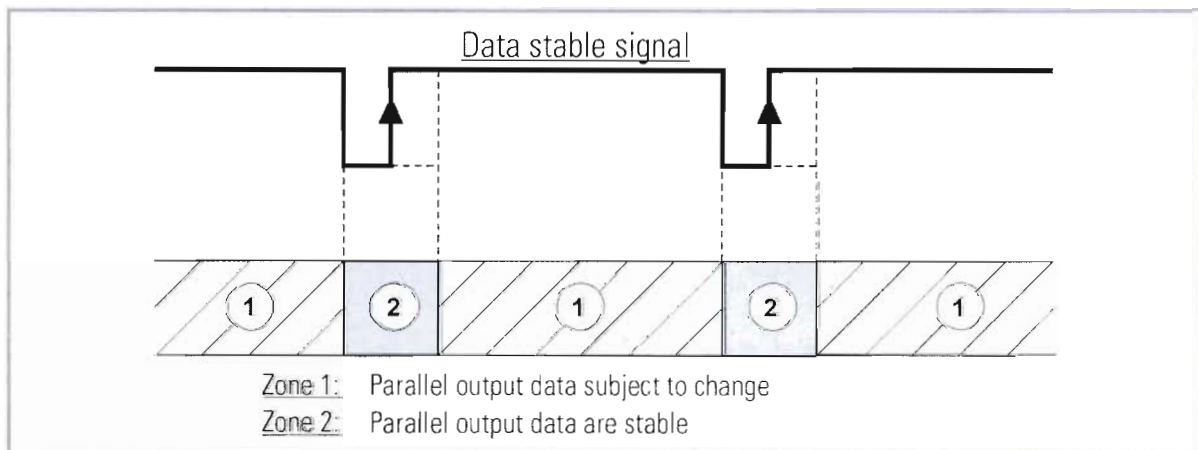 Data stable signal
1 2 1 2 1
Zone 1: Parallel output data subject to change
Zone 2: Parallel output data are stable